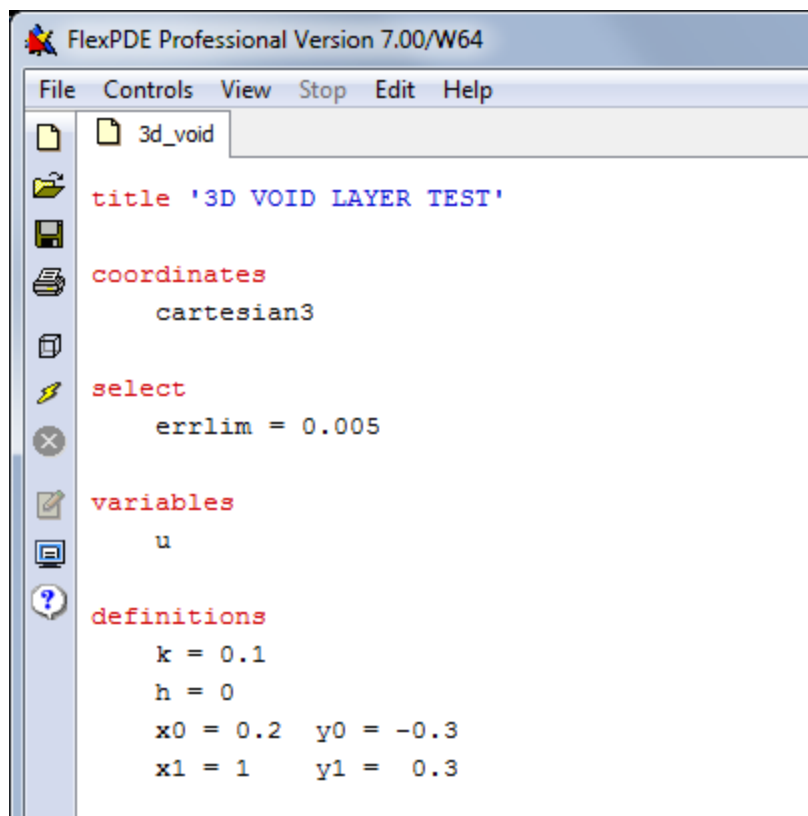 FlexPDE Professional Version 7.00/W64
File Controls View Stop Edit Help
3d_void
title '3D VOID LAYER TEST'
coordinates
cartesian3
select
errlim = 0.005
variables
u
definitions
k = 0.1
h = 0
x0 = 0.2 y0 = -0.3
x1 = 1 y1 = 0.3